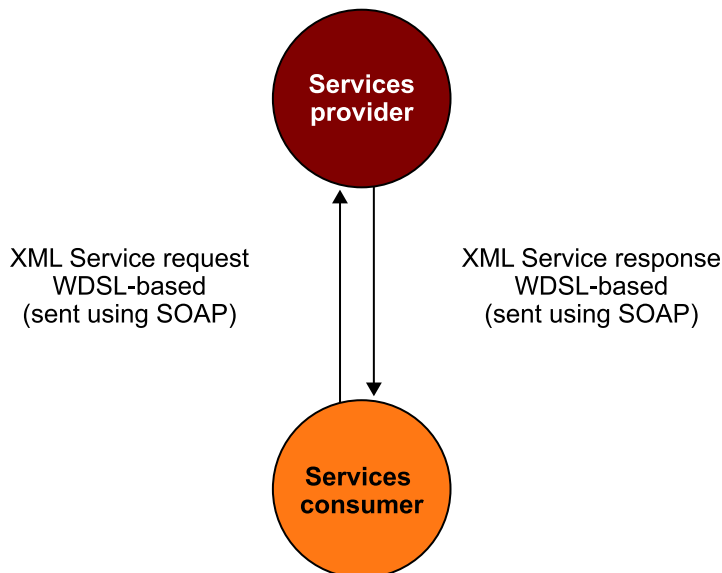 Services
provider
XML Service request
WDSL-based
(sent using SOAP)
XML Service response
WDSL-based
(sent using SOAP)
Services
consumer